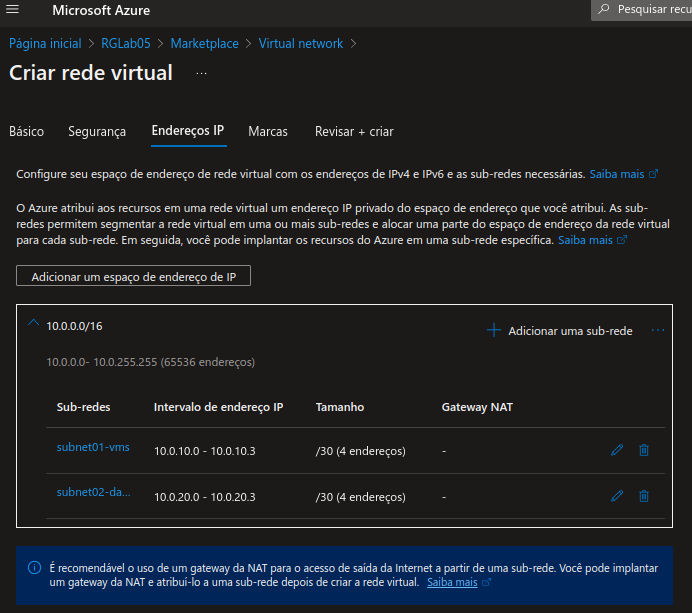 Microsoft Azure
Pesquisar recu
Página inicial > RGLab05 > Marketplace > Virtual network >
Criar rede virtual ...
Básico Segurança Endereços IP Marcas Revisar + criar
Configure seu espaço de endereço de rede virtual com os endereços de IPv4 e IPv6 e as sub-redes necessárias. Saiba mais
O Azure atribui aos recursos em uma rede virtual um endereço IP privado do espaço de endereço que você atribui. As sub-
redes permitem segmentar a rede virtual em uma ou mais sub-redes e alocar uma parte do espaço de endereço da rede virtual
para cada sub-rede. Em seguida, você pode implantar os recursos do Azure em uma sub-rede específica. Saiba mais
Adicionar um espaço de endereço de IP
10.0.0.0/16
Adicionar uma sub-rede ...
10.0.0.0- 10.0.255.255 (65536 endereços)
Sub-redes Intervalo de endereço IP Tamanho Gateway NAT
subnet01-vms 10.0.10.0 - 10.0.10.3 /30 (4 endereços) -
subnet02-da... 10.0.20.0 - 10.0.20.3 /30 (4 endereços) -
É recomendável o uso de um gateway da NAT para o acesso de saída da Internet a partir de uma sub-rede. Você pode implantar
um gateway da NAT e atribuí-lo a uma sub-rede depois de criar a rede virtual. Saiba mais